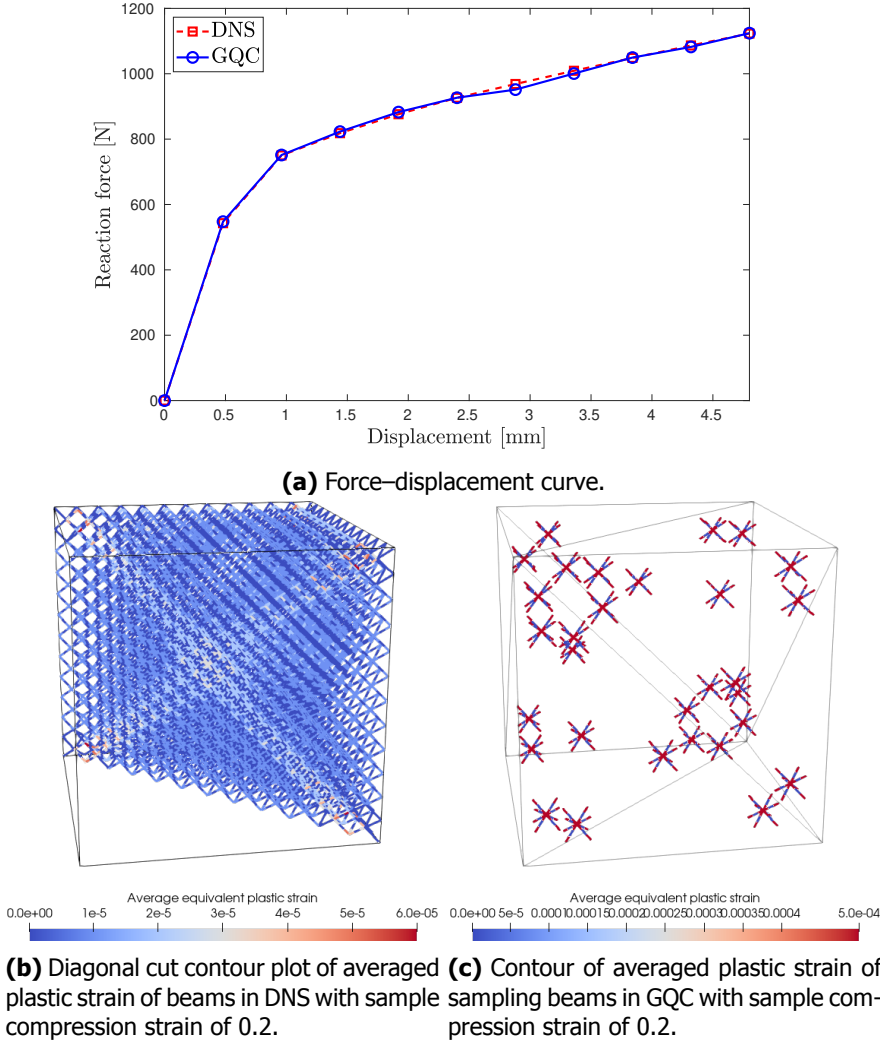 1200
DNS
GQC
1000
800
600
400
200
0
Reaction force [N]
0 0.5 1 1.5 2 2.5 3 3.5 4 4.5
Displacement [mm]
(a) Force–displacement curve.
Average equivalent plastic strain
0.0e+00 1e-5 2e-5 3e-5 4e-5 5e-5 6.0e-05
Average equivalent plastic strain
0.0e+00 5e-5 0.0001 0.00015 0.0002 0.00025 0.0003 0.00035 0.0004 5.0e-04
(b) Diagonal cut contour plot of averaged
plastic strain of beams in DNS with sample
compression strain of 0.2.
(c) Contour of averaged plastic strain of
sampling beams in GQC with sample com-
pression strain of 0.2.